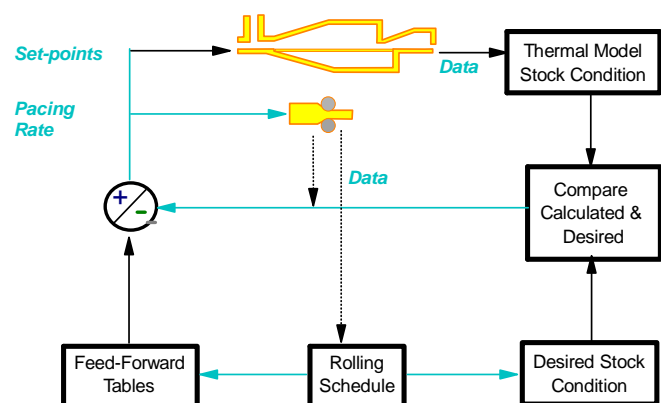 Set-points
Data
Thermal Model
Stock Condition
Pacing
Rate
Data
+
-
-
Compare
Calculated &
Desired
Feed-Forward
Tables
Rolling
Schedule
Desired Stock
Condition